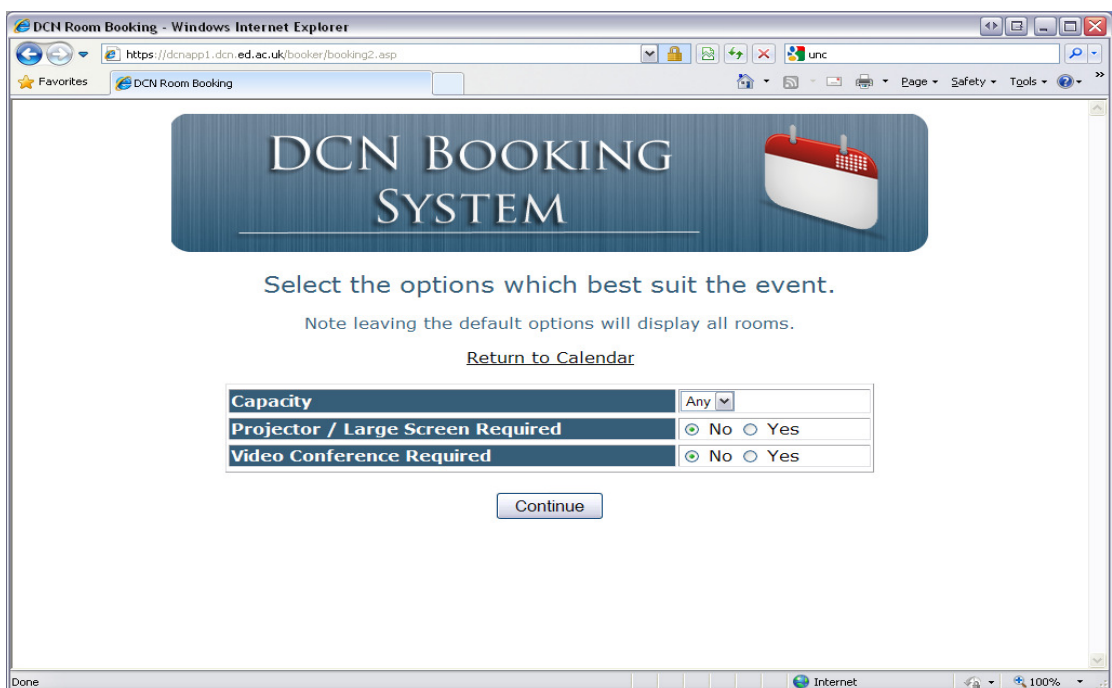 DCN Room Booking - Windows Internet Explorer
https://dcnapp1.dcn.ed.ac.uk/booker/booking2.asp
unc
Favorites
DCN Room Booking
Page
Safety
Tools
»
DCN BOOKING
SYSTEM
Select the options which best suit the event.
Note leaving the default options will display all rooms.
Return to Calendar
Capacity Any
Projector / Large Screen Required No Yes
Video Conference Required No Yes
Continue
Done Internet 100%